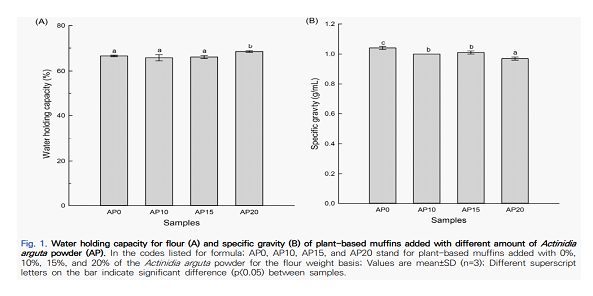 (A)
80
60
40
20
0
Water holding capacity (%)
a
a
a
b
AP0 AP10 AP15 AP20
Samples
(B)
1.2
1.0
0.8
0.6
0.4
0.2
0.0
Specific gravity (g/mL)
c
b
b
a
AP0 AP10 AP15 AP20
Samples
Fig. 1. Water holding capacity for flour (A) and specific gravity (B) of plant-based muffins added with different amount of Actinidia
arguta powder (AP). In the codes listed for formula; AP0, AP10, AP15, and AP20 stand for plant-based muffins added with 0%,
10%, 15%, and 20% of the Actinidia arguta powder for the flour weight basis; Values are mean±SD (n=3); Different superscript
letters on the bar indicate significant difference (p<0.05) between samples.